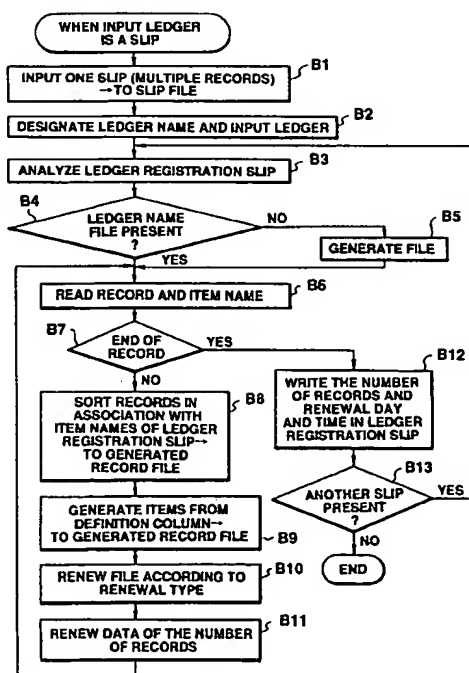 WHEN INPUT LEDGER
IS A SLIP
B1
INPUT ONE SLIP (MULTIPLE RECORDS)
→TO SLIP FILE
B2
DESIGNATE LEDGER NAME AND INPUT LEDGER
B3
ANALYZE LEDGER REGISTRATION SLIP
B4
LEDGER NAME
FILE PRESENT
?
NO
YES
B5
GENERATE FILE
B6
READ RECORD AND ITEM NAME
B7
END OF
RECORD
YES
NO
B8
SORT RECORDS IN
ASSOCIATION WITH
ITEM NAMES OF LEDGER
REGISTRATION SLIP→
TO GENERATED
RECORD FILE
B9
GENERATE ITEMS FROM
DEFINITION COLUMN→
TO GENERATED RECORD FILE
B10
RENEW FILE ACCORDING TO
RENEWAL TYPE
B11
RENEW DATA OF THE NUMBER
OF RECORDS
B12
WRITE THE NUMBER
OF RECORDS AND
RENEWAL DAY
AND TIME IN LEDGER
REGISTRATION SLIP
B13
ANOTHER SLIP
PRESENT
?
YES
NO
END